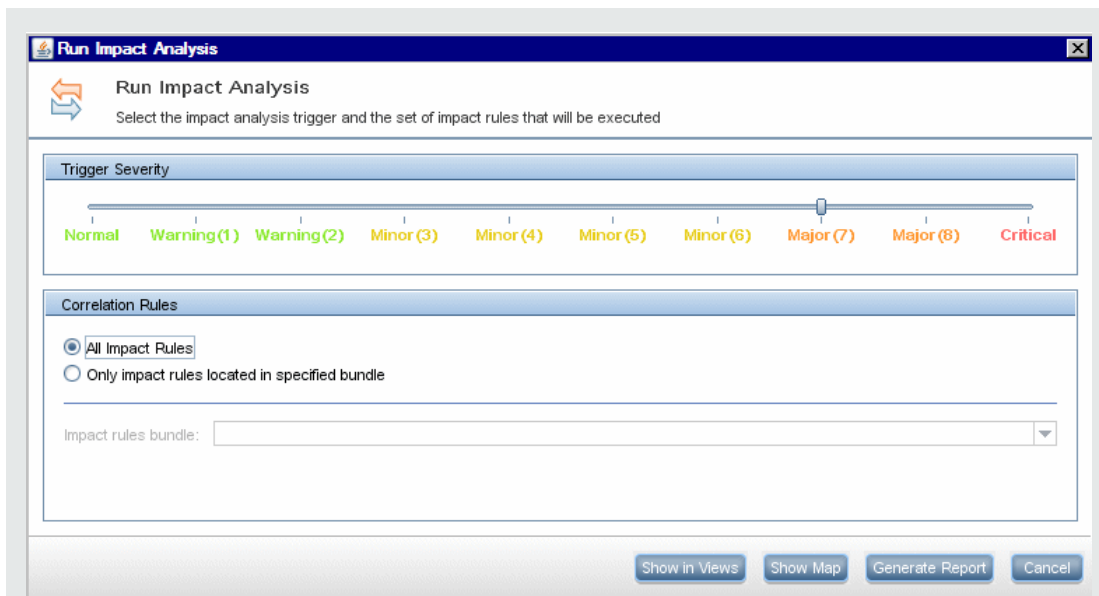 Run Impact Analysis
Run Impact Analysis
Select the impact analysis trigger and the set of impact rules that will be executed
Trigger Severity
Normal Warning(1) Warning(2) Minor(3) Minor(4) Minor(5) Minor(6) Major(7) Major(8) Critical
Correlation Rules
All Impact Rules
Only impact rules located in specified bundle
Impact rules bundle:
Show in Views Show Map Generate Report Cancel